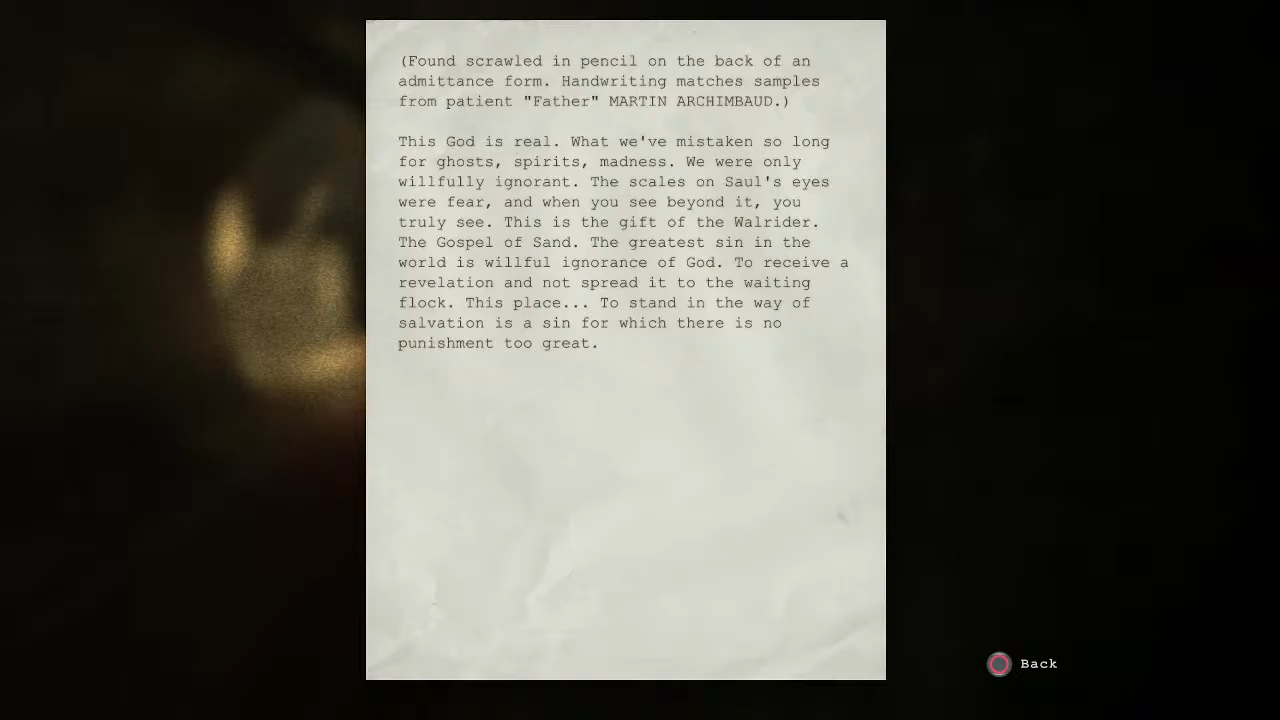 (Found scrawled in pencil on the back of an
admittance form. Handwriting matches samples
from patient "Father" MARTIN ARCHIMBAUD.)
This God is real. What we've mistaken so long
for ghosts, spirits, madness. We were only
willfully ignorant. The scales on Saul's eyes
were fear, and when you see beyond it, you
truly see. This is the gift of the Walrider.
The Gospel of Sand. The greatest sin in the
world is willful ignorance of God. To receive a
revelation and not spread it to the waiting
flock. This place... To stand in the way of
salvation is a sin for which there is no
punishment too great.
Back